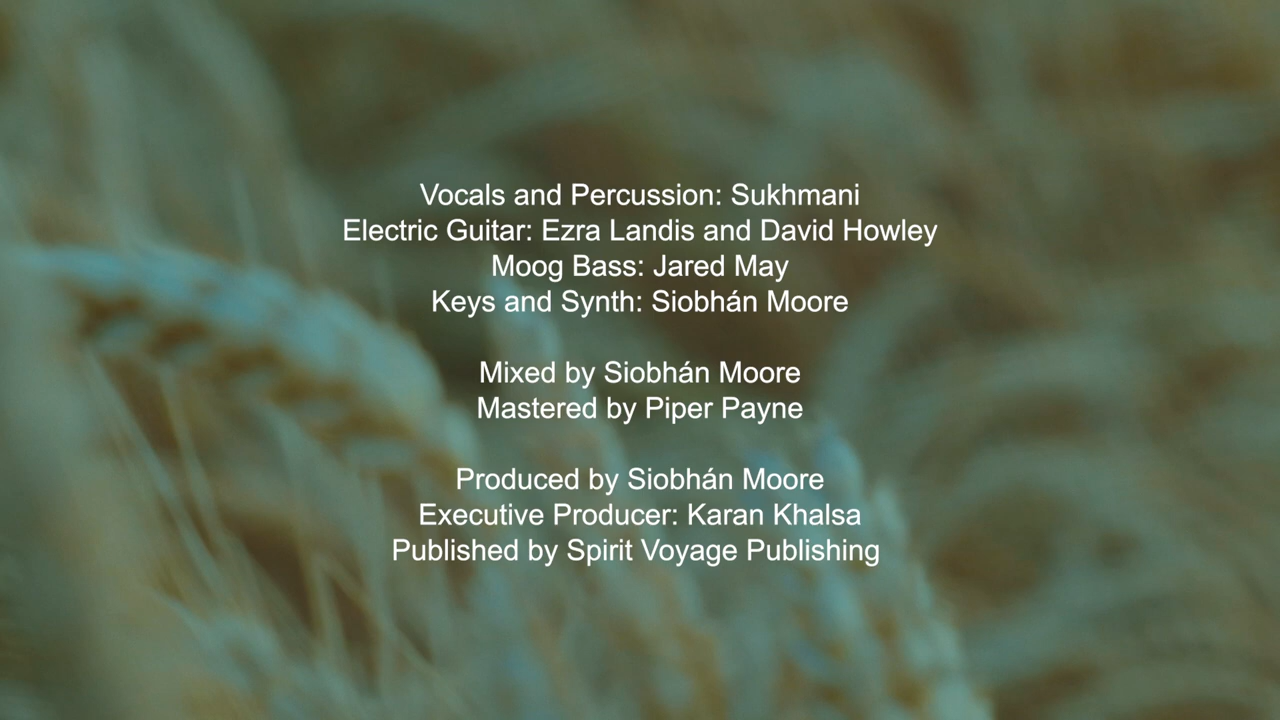 Vocals and Percussion: Sukhmani
Electric Guitar: Ezra Landis and David Howley
Moog Bass: Jared May
Keys and Synth: Siobhán Moore
Mixed by Siobhán Moore
Mastered by Piper Payne
Produced by Siobhán Moore
Executive Producer: Karan Khalsa
Published by Spirit Voyage Publishing